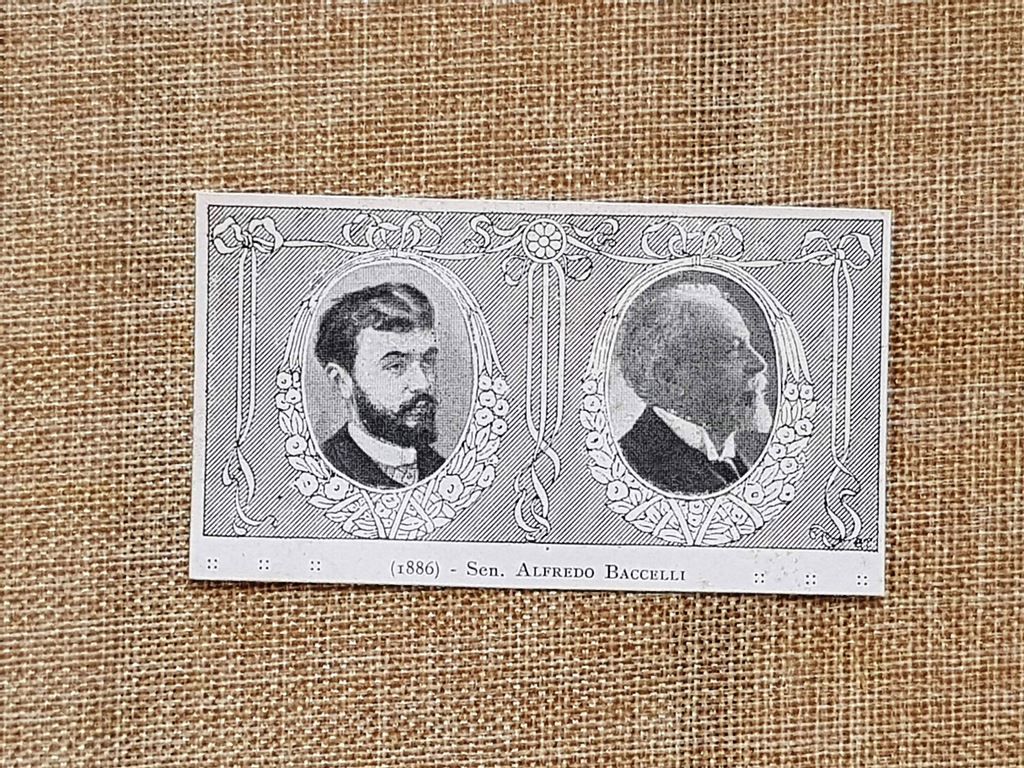 (1886) - Sen. Alfredo Baccelli